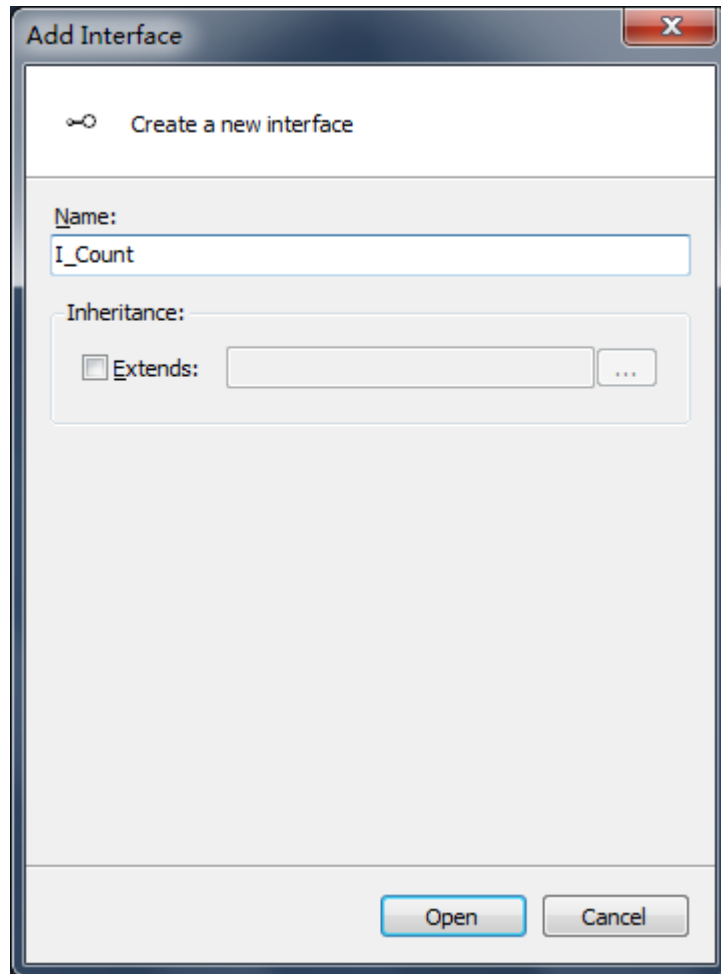 Add Interface
Create a new interface
Name:
I_Count
Inheritance:
Extends:
...
Open Cancel